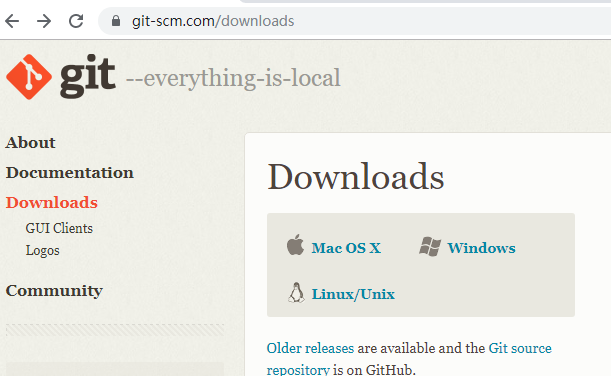 git-scm.com/downloads
git --everything-is-local
About
Documentation
Downloads
GUI Clients
Logos
Community
Downloads
Mac OS X
Windows
Linux/Unix
Older releases are available and the Git source
repository is on GitHub.